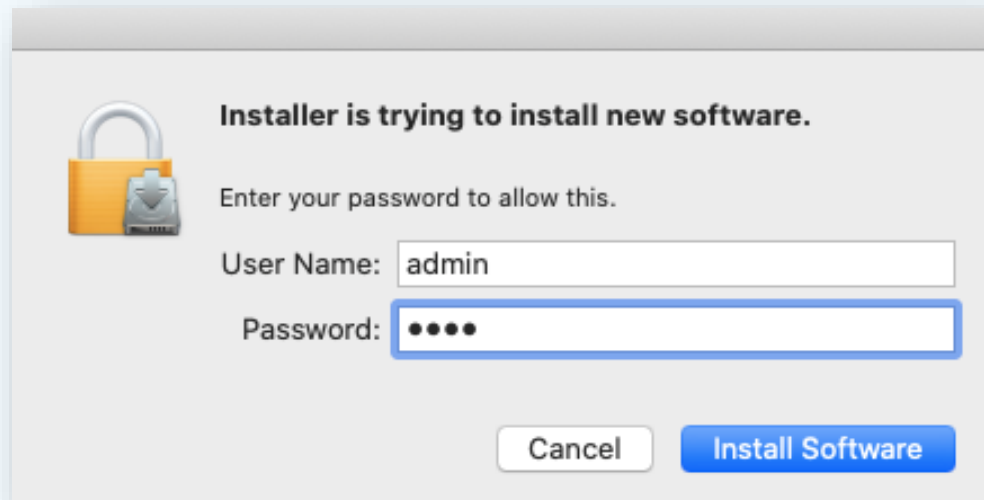 Installer is trying to install new software.
Enter your password to allow this.
User Name: admin
Password: ••••
Cancel Install Software